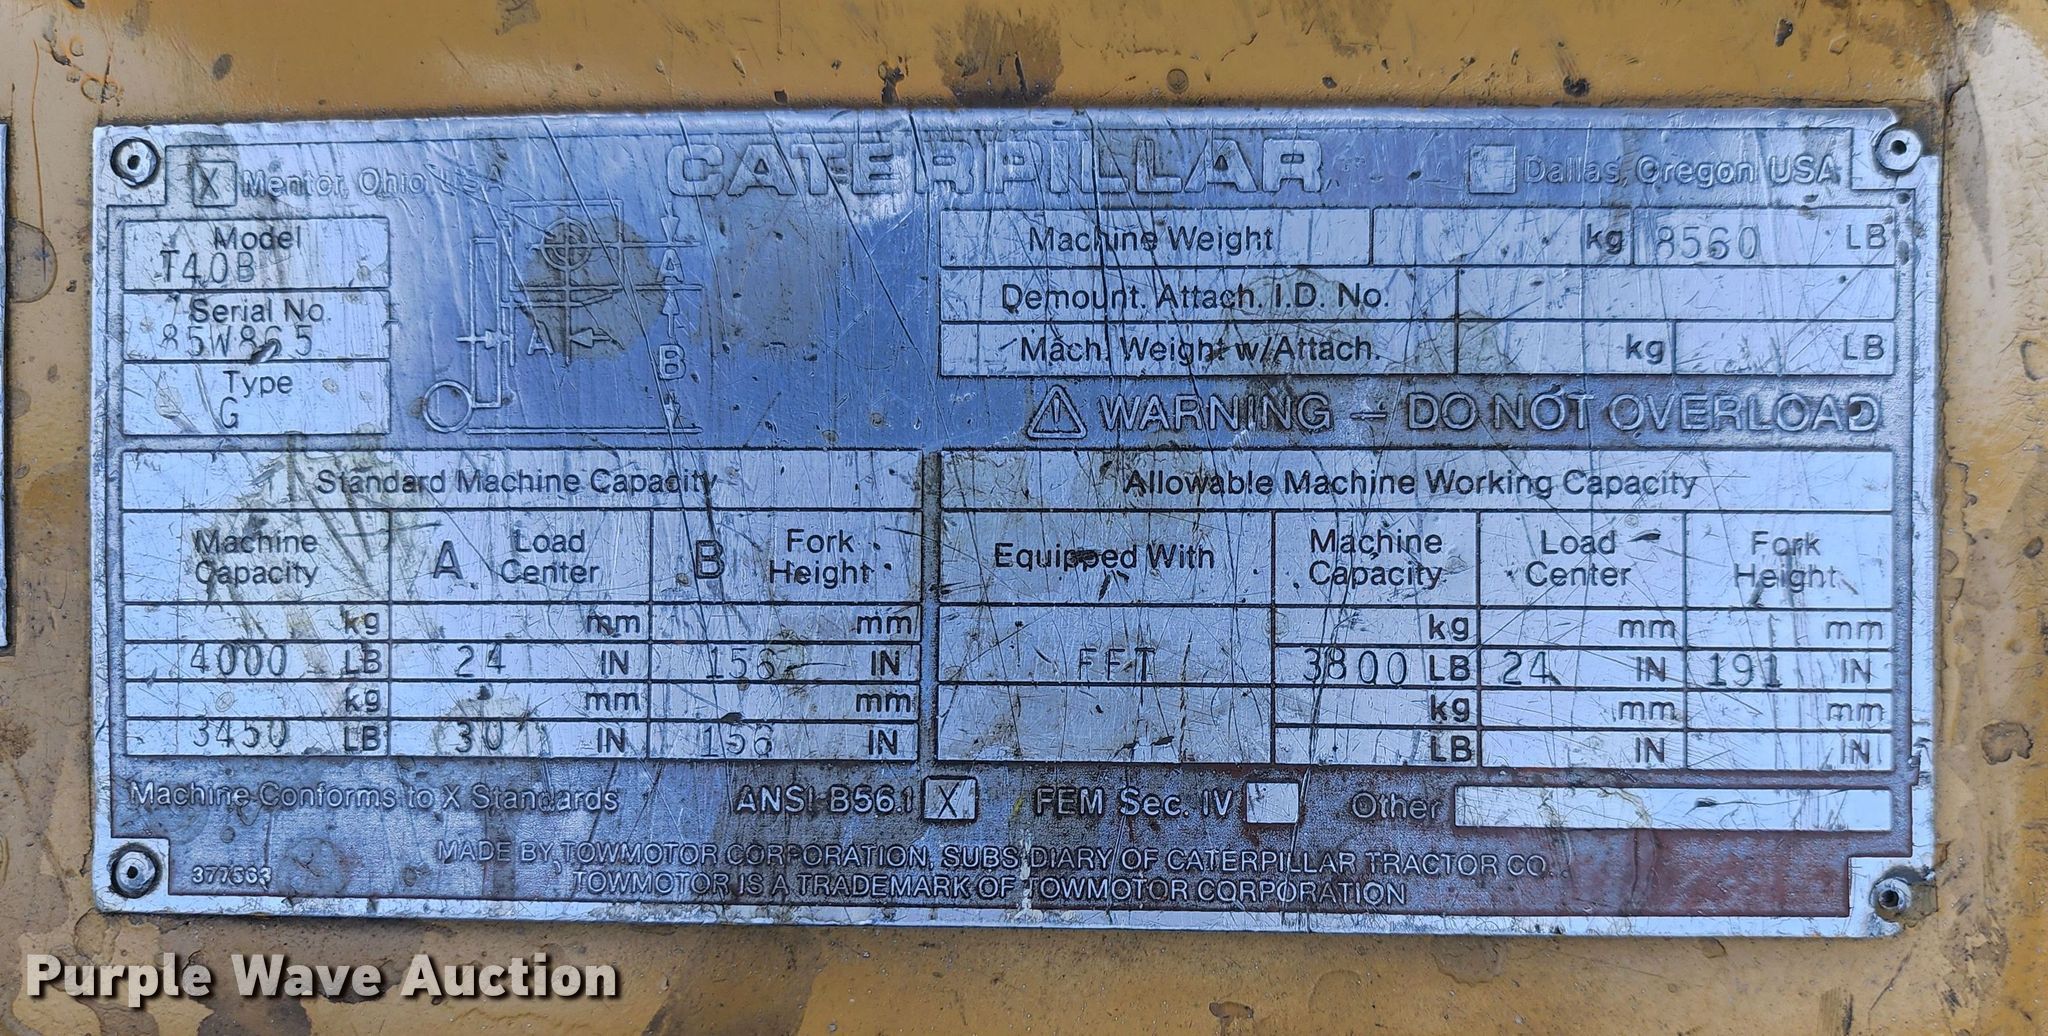 X Mentor, Ohio, USA CATERPILLAR Dallas, Oregon USA
Model
T40B
Serial No.
Type
G
A
A
B
Machine Weight kg 8560 LB
Demount. Attach. I.D. No.
Mach. Weight w/Attach. kg LB
WARNING - DO NOT OVERLOAD
Standard Machine Capacity
Machine Capacity A Load Center B Fork Height
kg mm mm
4000 LB 24 IN 156 IN
kg mm mm
3450 LB 30 IN 156 IN
Allowable Machine Working Capacity
Equipped With Machine Capacity Load Center Fork Height
kg mm mm
FFT 3800 LB 24 IN 191 IN
kg mm mm
LB IN IN
Machine Conforms to X Standards ANSI-B56.1 X FEM Sec. IV Other
MADE BY TOWMOTOR CORPORATION, SUBSIDIARY OF CATERPILLAR TRACTOR CO.
377563 TOWMOTOR IS A TRADEMARK OF TOWMOTOR CORPORATION
Purple Wave Auction